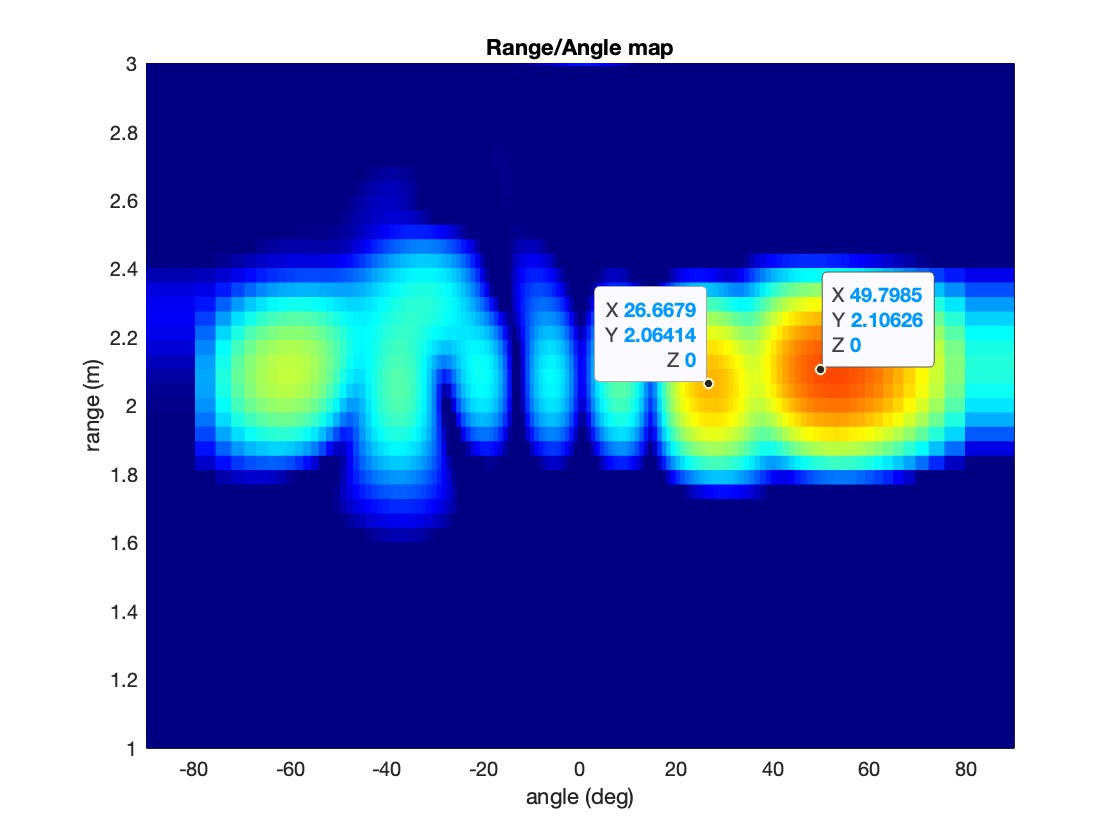 Range/Angle map
3
2.8
2.6
2.4
2.2
2
1.8
1.6
1.4
1.2
1
range (m)
X 26.6679
Y 2.06414
Z 0
X 49.7985
Y 2.10626
Z 0
-80 -60 -40 -20 0 20 40 60 80
angle (deg)